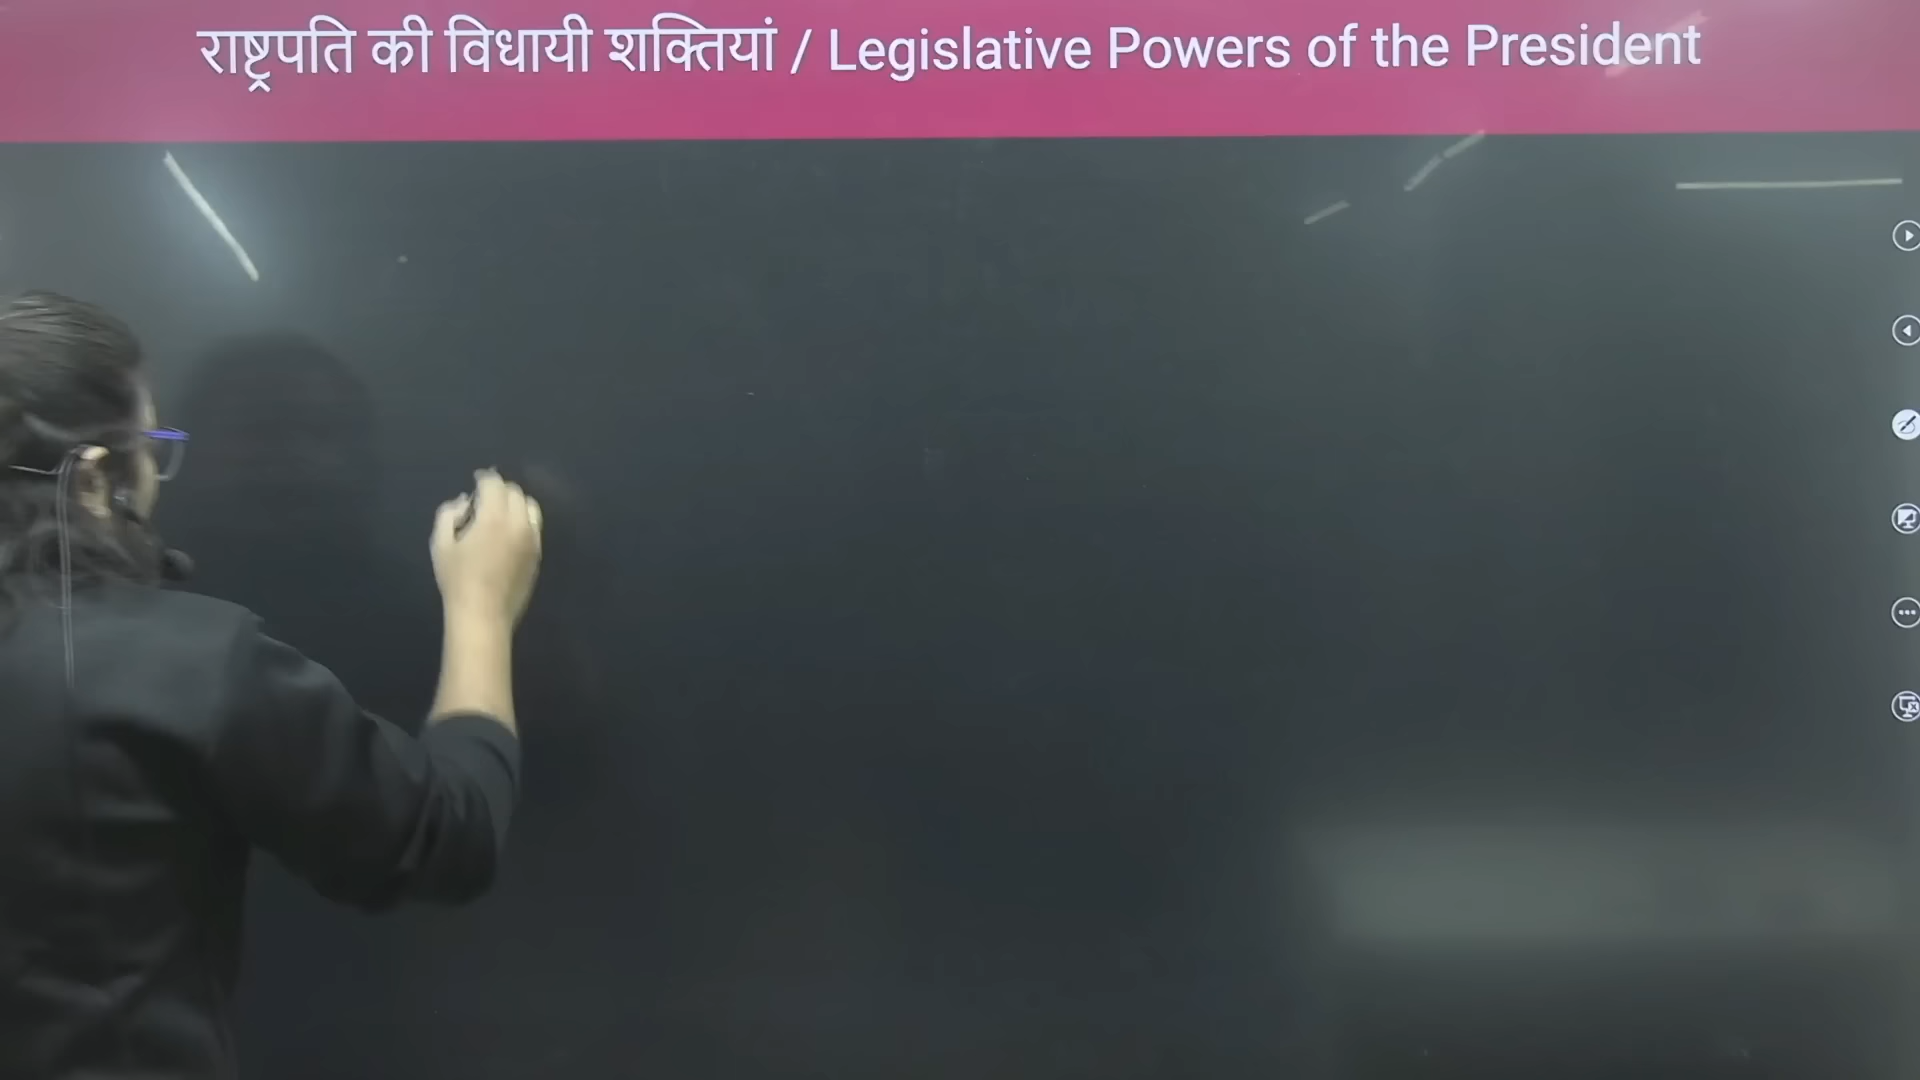 राष्ट्रपति की विधायी शक्तियां / Legislative Powers of the President